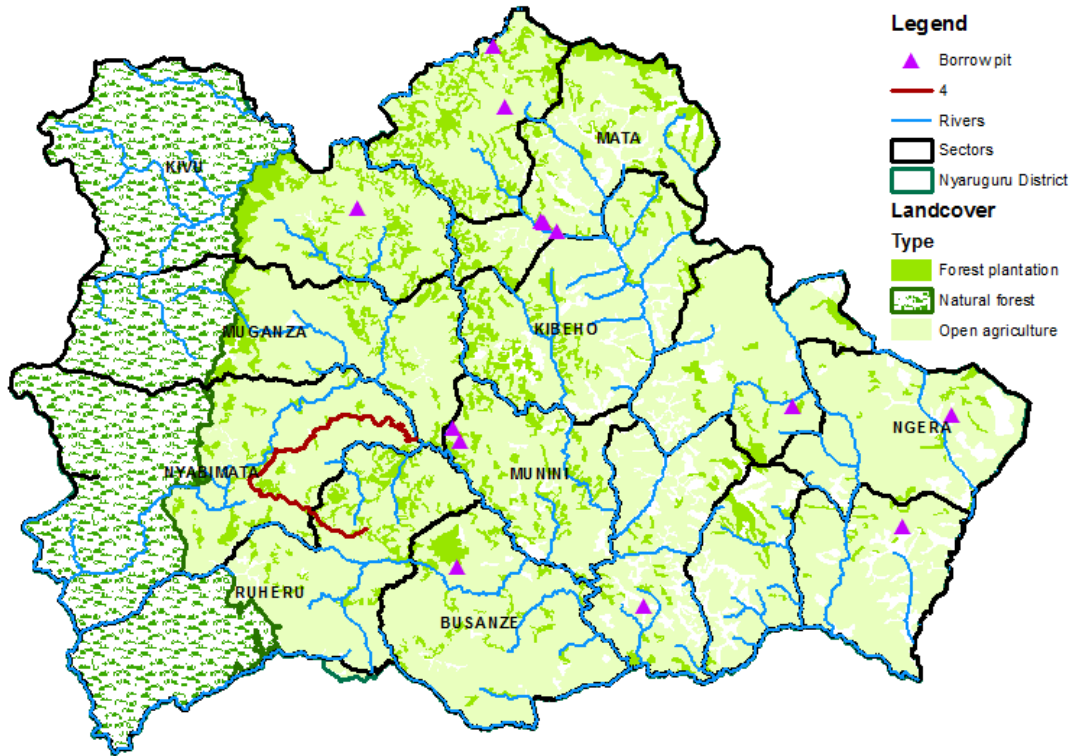 Legend
Borrow pit
4
Rivers
Sectors
Nyaruguru District
Landcover
Type
Forest plantation
Natural forest
Open agriculture
MATA
KIVU
MUGANZA
KIBEHO
NGERA
NYABIMATA
MUNINI
RUHERU
BUSANZE